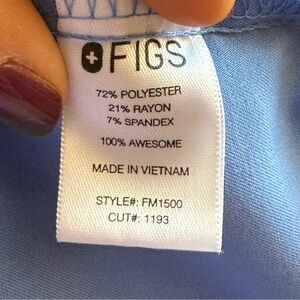 FIGS
72% POLYESTER
21% RAYON
7% SPANDEX
100% AWESOME
MADE IN VIETNAM
STYLE#: FM1500
CUT#: 1193